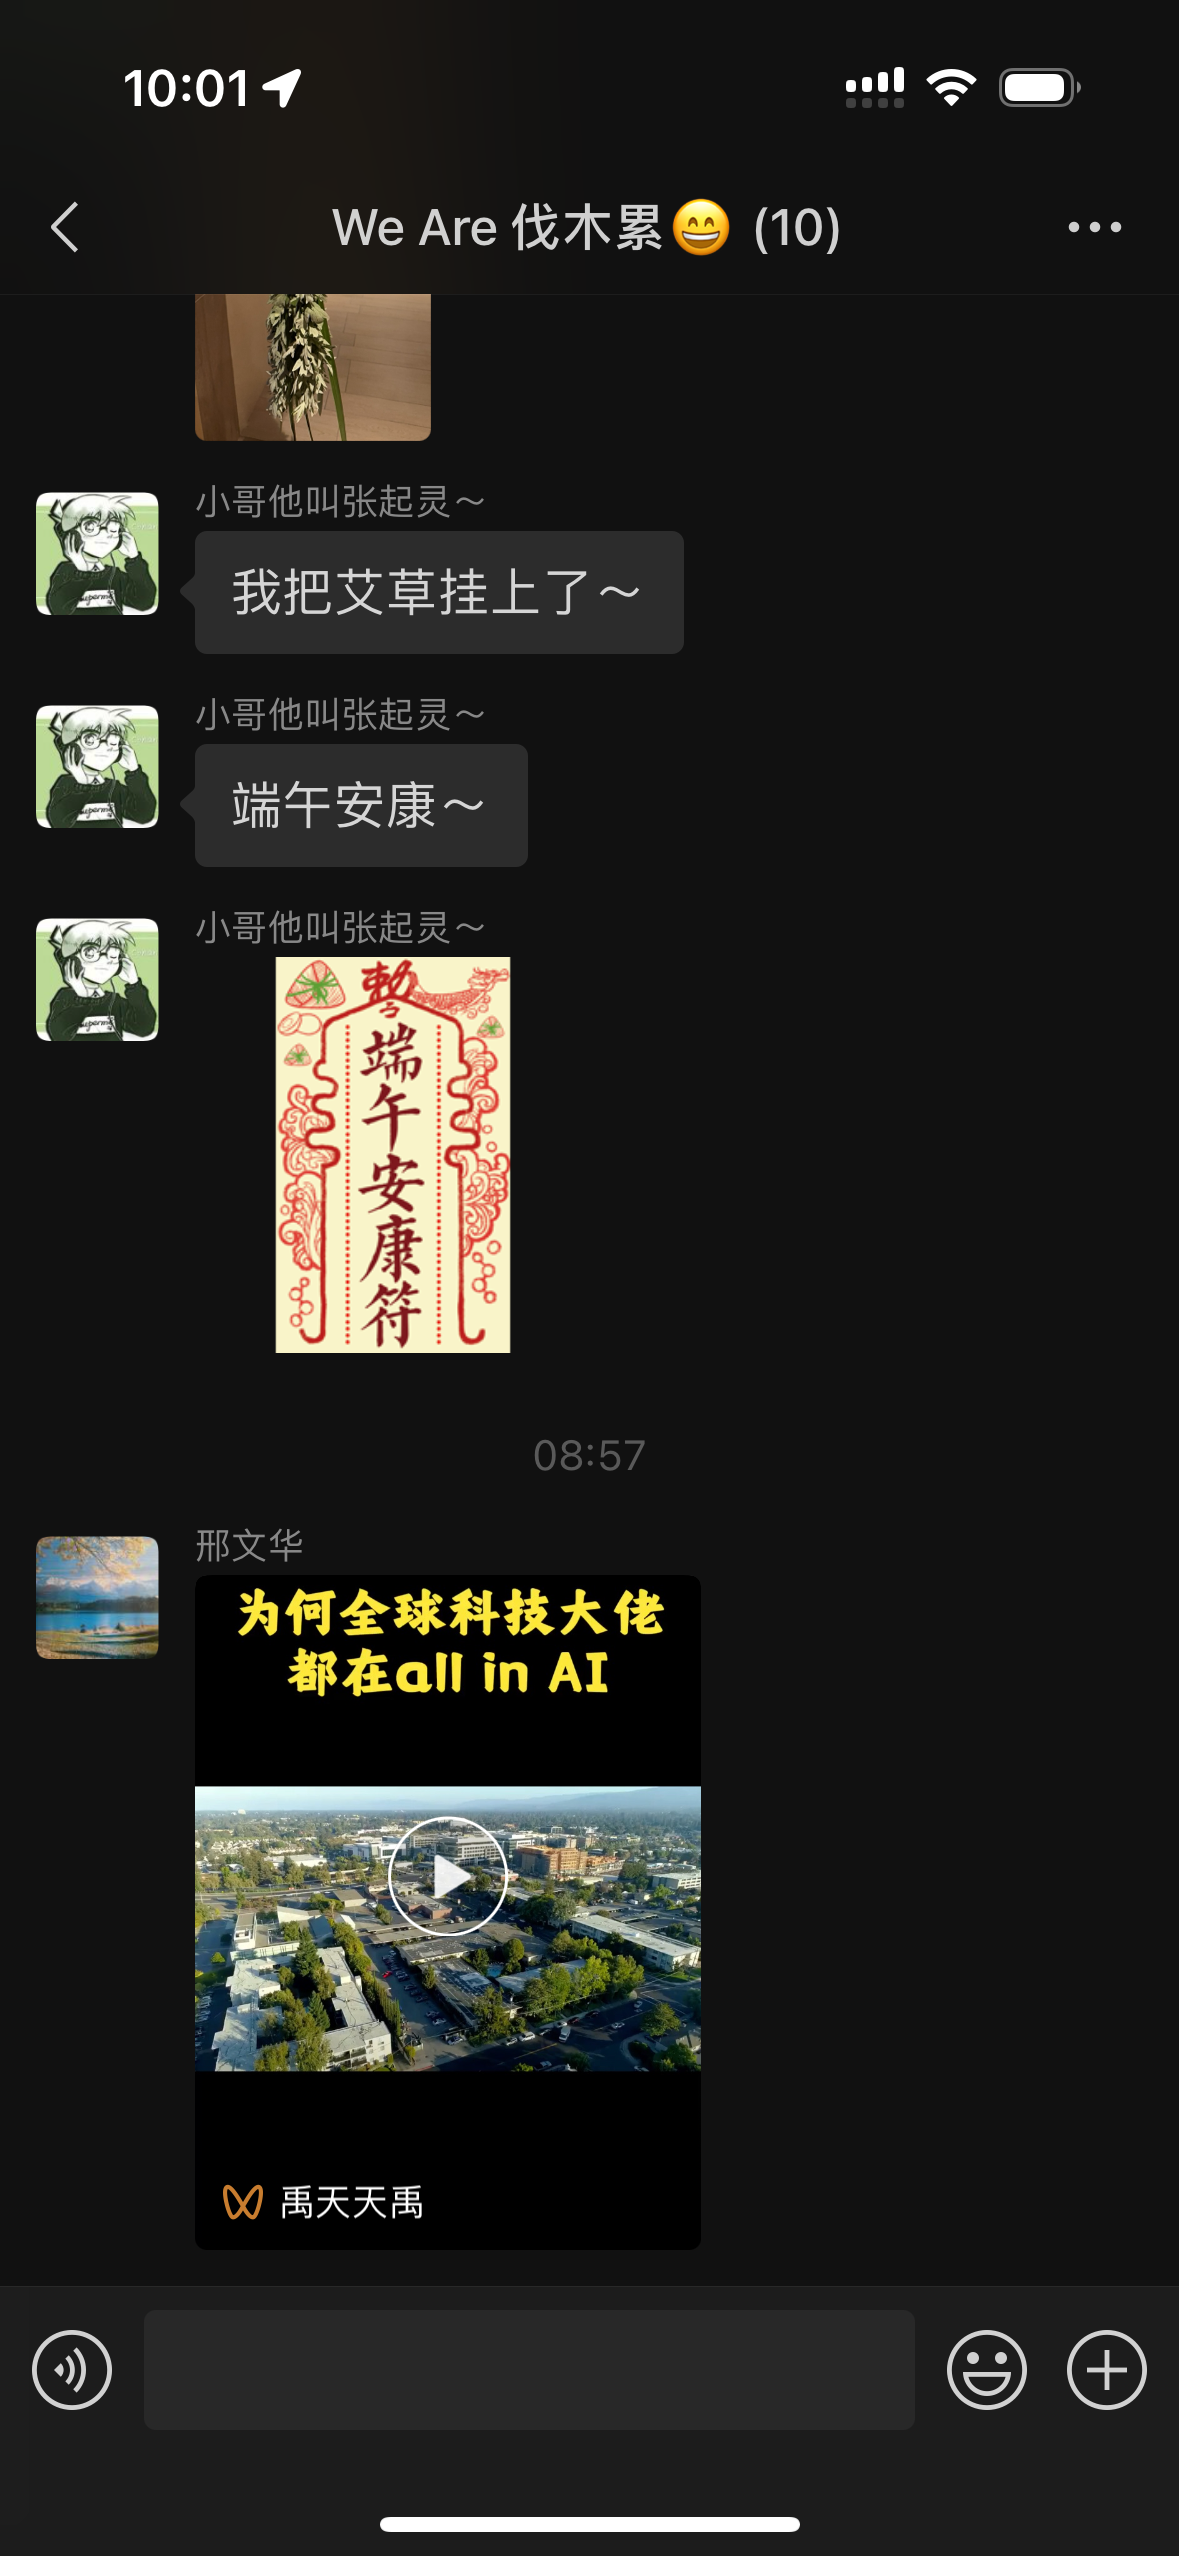 10:01
We Are 伐木累😄 (10)
小哥他叫张起灵～
我把艾草挂上了～
小哥他叫张起灵～
端午安康～
小哥他叫张起灵～
端午安康符
08:57
邢文华
为何全球科技大佬
都在all in AI
禹天天禹